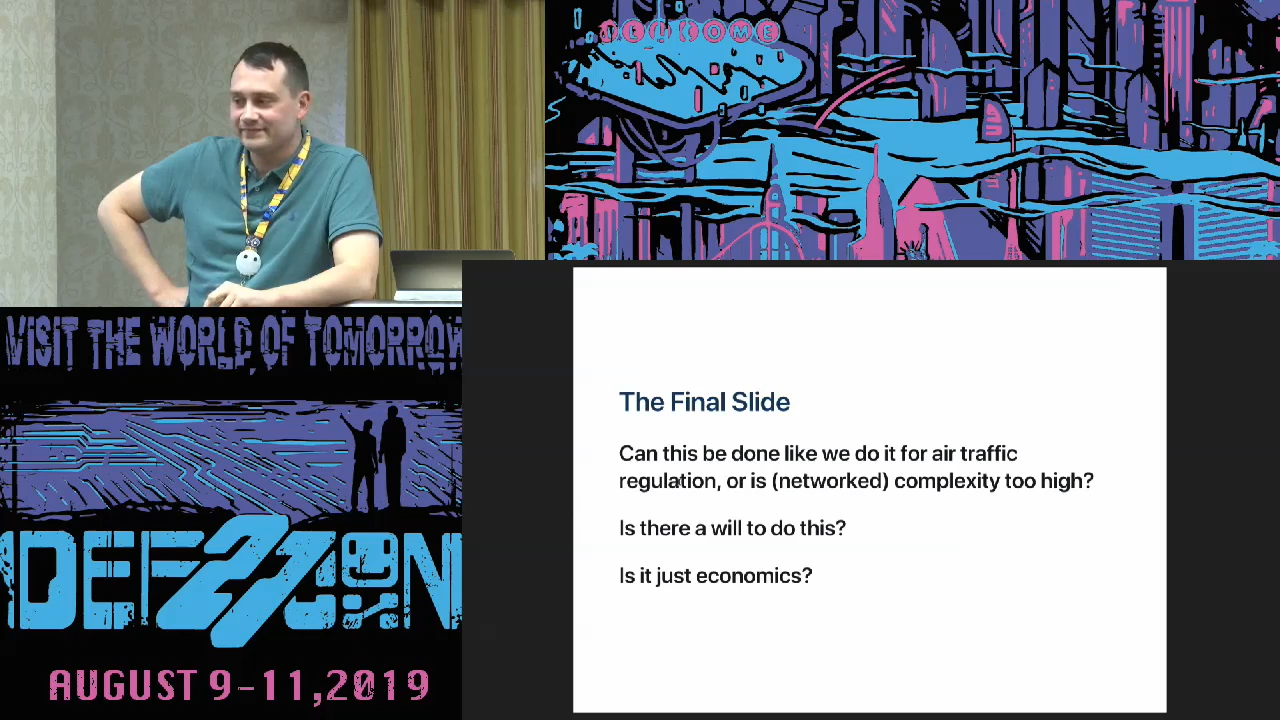 WELCOME
VISIT THE WORLD OF TOMORROW
DEF 27 CON
AUGUST 9-11,2019
The Final Slide
Can this be done like we do it for air traffic
regulation, or is (networked) complexity too high?
Is there a will to do this?
Is it just economics?